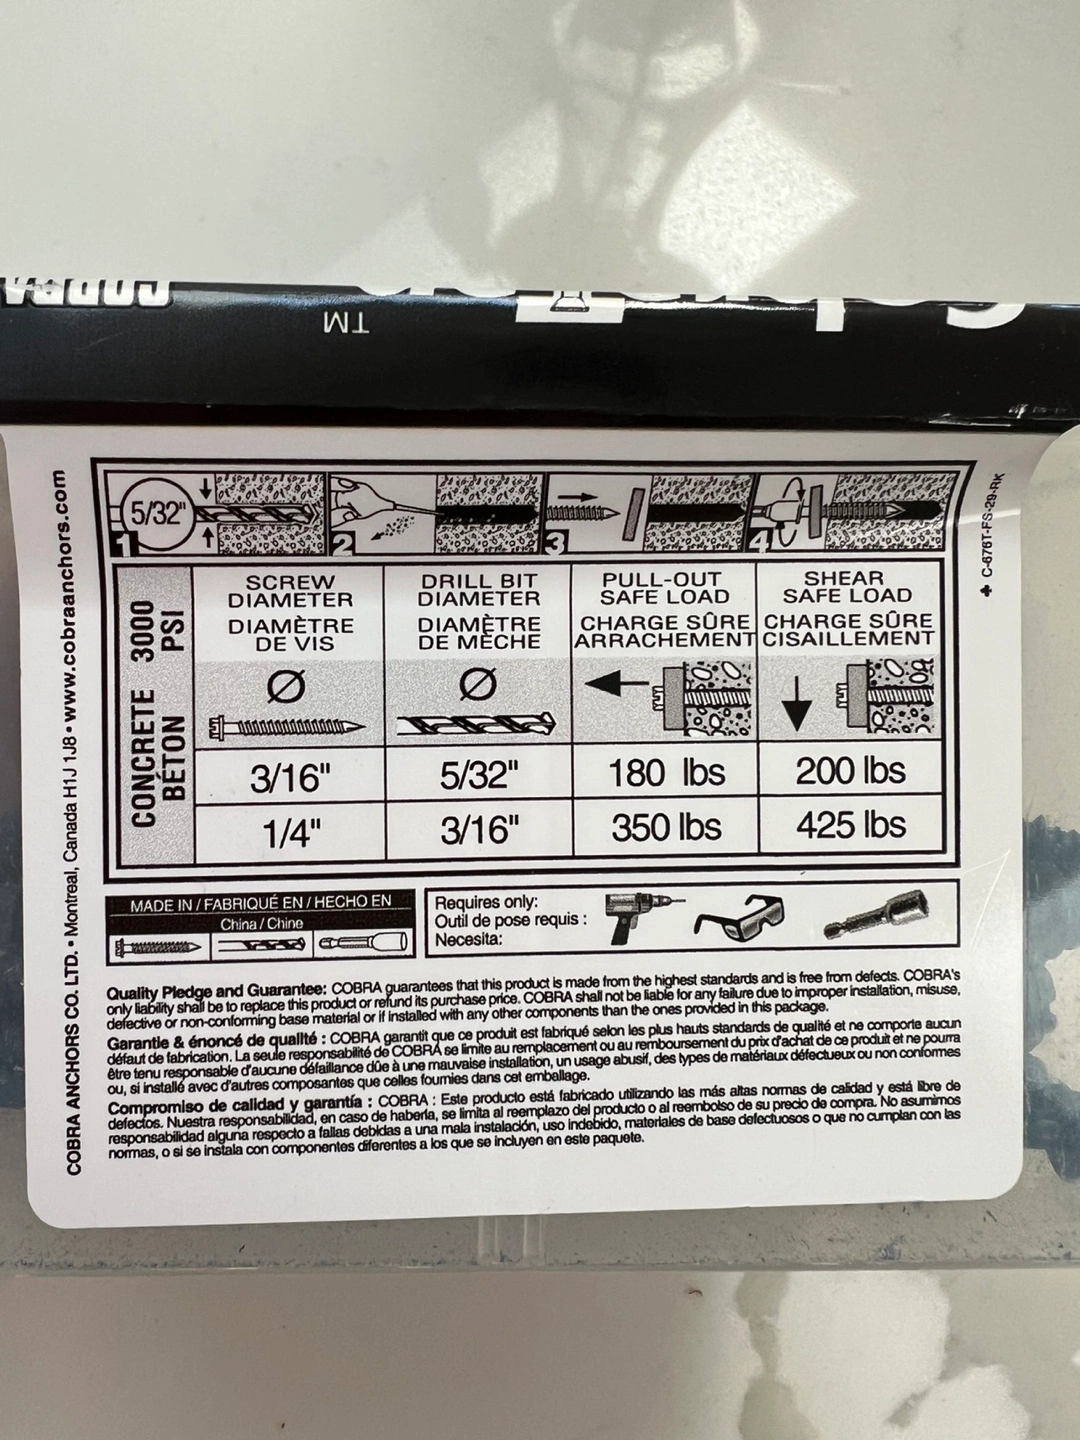 TM
COBRA ANCHORS CO. LTD. • Montreal, Canada H1J 1J8 • www.cobraanchors.com
5/32"
1
2
3
4
C-676T-FS-29-RK
CONCRETE 3000
BÉTON PSI
SCREW
DIAMETER
DIAMÈTRE
DE VIS
DRILL BIT
DIAMETER
DIAMÈTRE
DE MÈCHE
PULL-OUT
SAFE LOAD
CHARGE SÛRE
ARRACHEMENT
SHEAR
SAFE LOAD
CHARGE SÛRE
CISAILLEMENT
Ø Ø
3/16" 5/32" 180 lbs 200 lbs
1/4" 3/16" 350 lbs 425 lbs
MADE IN / FABRIQUÉ EN / HECHO EN
China / Chine
Requires only:
Outil de pose requis :
Necesita:
Quality Pledge and Guarantee: COBRA guarantees that this product is made from the highest standards and is free from defects. COBRA's
only liability shall be to replace this product or refund its purchase price. COBRA shall not be liable for any failure due to improper installation, misuse,
defective or non-conforming base material or if installed with any other components than the ones provided in this package.
Garantie & énoncé de qualité : COBRA garantit que ce produit est fabriqué selon les plus hauts standards de qualité et ne comporte aucun
défaut de fabrication. La seule responsabilité de COBRA se limite au remplacement ou au remboursement du prix d'achat de ce produit et ne pourra
être tenu responsable d'aucune défaillance dûe à une mauvaise installation, un usage abusif, des types de matériaux défectueux ou non conformes
ou, si installé avec d'autres composantes que celles fournies dans cet emballage.
Compromiso de calidad y garantía : COBRA : Este producto está fabricado utilizando las más altas normas de calidad y está libre de
defectos. Nuestra responsabilidad, en caso de haberla, se limita al reemplazo del producto o al reembolso de su precio de compra. No asumimos
responsabilidad alguna respecto a fallas debidas a una mala instalación, uso indebido, materiales de base defectuosos o que no cumplan con las
normas, o si se instala con componentes diferentes a los que se incluyen en este paquete.